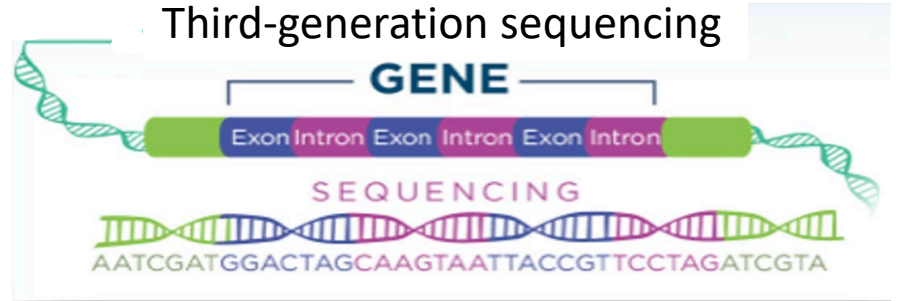 Third-generation sequencing
GENE
Exon Intron Exon Intron Exon Intron
SEQUENCING
AATCGATGGACTAGCAAGTAATTACCGTTCCTAGATCGTA